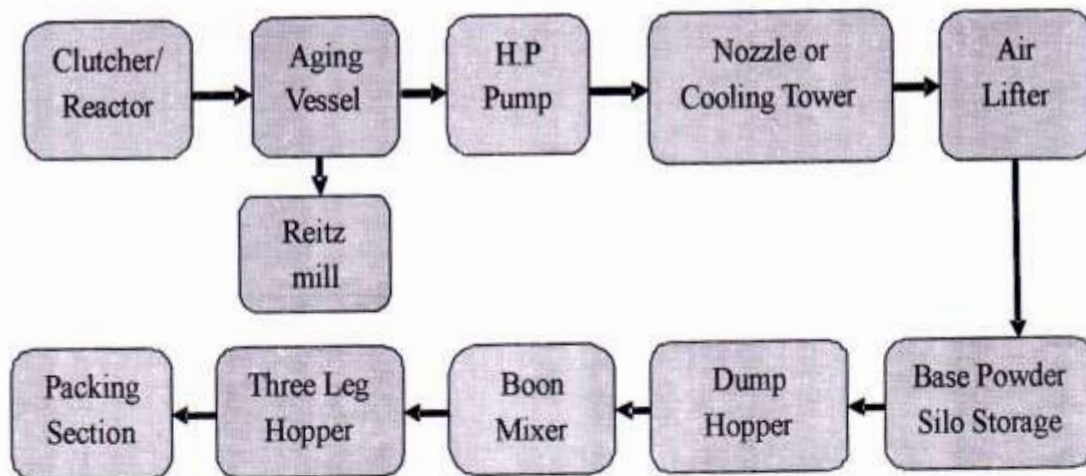 Clutcher/
Reactor
Aging
Vessel
H.P
Pump
Nozzle or
Cooling Tower
Air
Lifter
Reitz
mill
Packing
Section
Three Leg
Hopper
Boon
Mixer
Dump
Hopper
Base Powder
Silo Storage